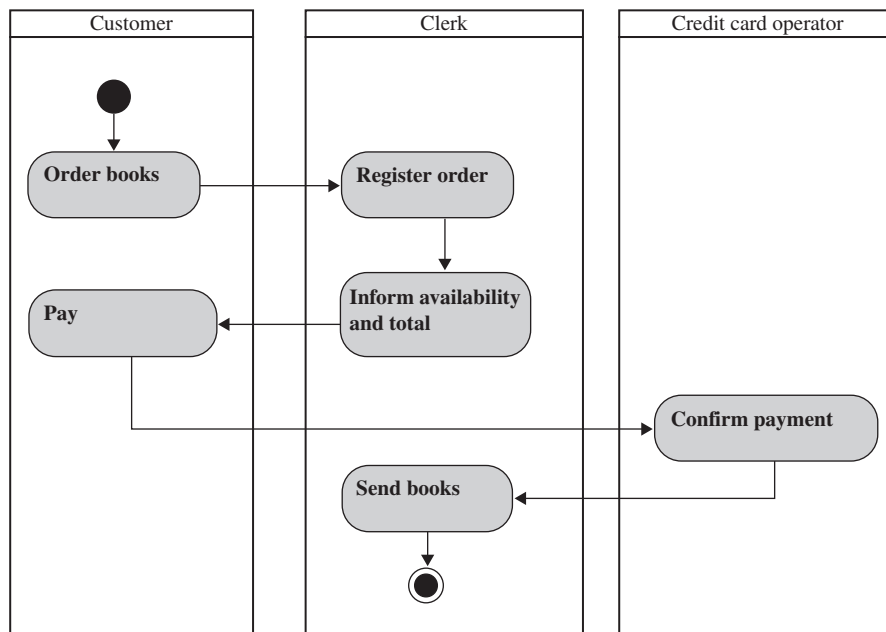 Customer
Clerk
Credit card operator
Order books
Register order
Pay
Inform availability
and total
Confirm payment
Send books